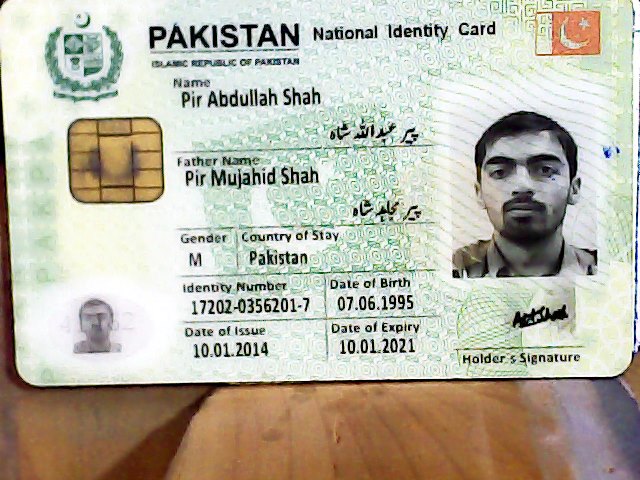 PAKISTAN National Identity Card
ISLAMIC REPUBLIC OF PAKISTAN
Name
Pir Abdullah Shah
پیر عبداللہ شاہ
Father Name
Pir Mujahid Shah
پیر مجاہد شاہ
Gender Country of Stay
M Pakistan
Identity Number Date of Birth
17202-0356201-7 07.06.1995
Date of Issue Date of Expiry
10.01.2014 10.01.2021
Holder's Signature